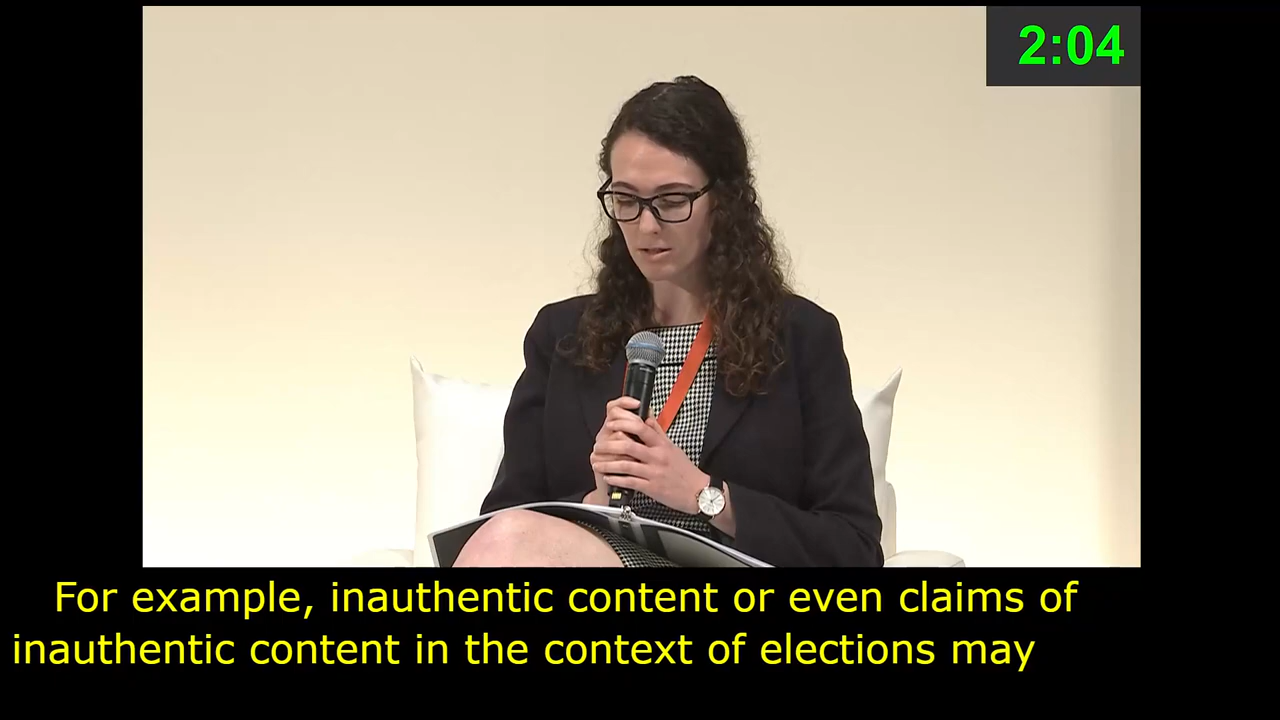 2:04
For example, inauthentic content or even claims of
inauthentic content in the context of elections may